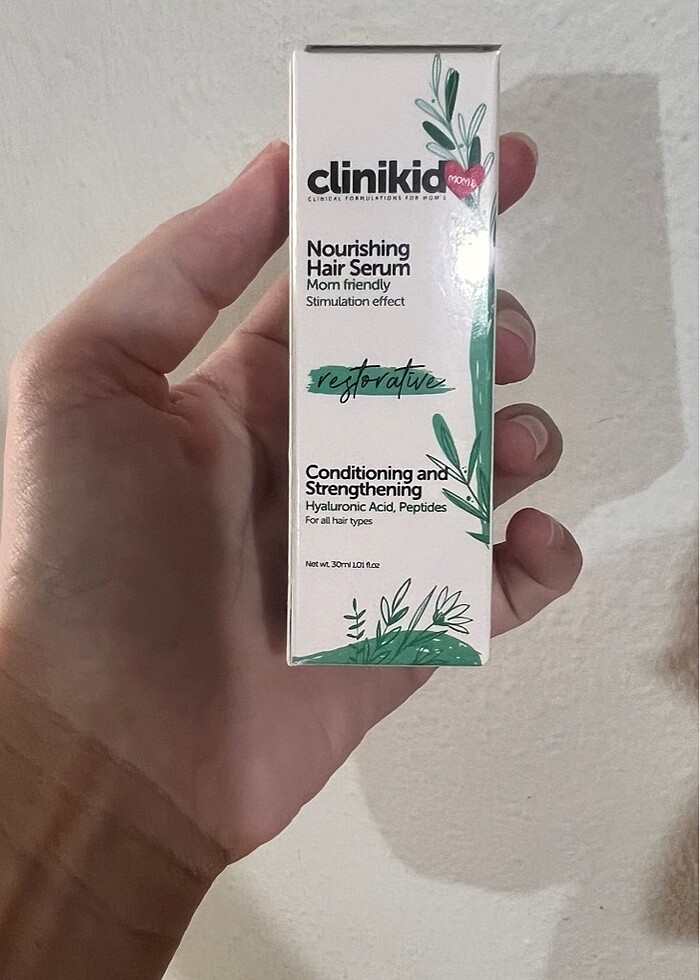 clinikid
MOM'S
CLINICAL FORMULATIONS FOR MOM'S
Nourishing
Hair Serum
Mom friendly
Stimulation effect
restorative
Conditioning and
Strengthening
Hyaluronic Acid, Peptides
For all hair types
Net wt. 30ml 1.01 fl.oz